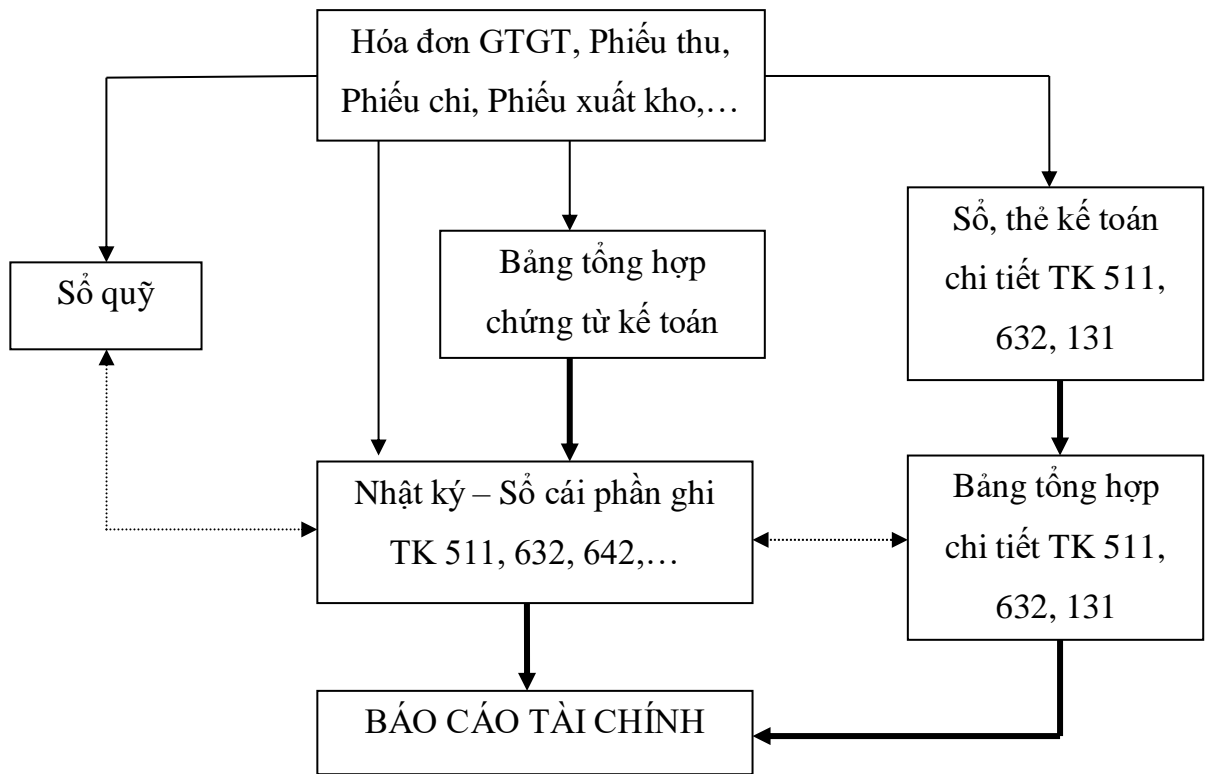 Hóa đơn GTGT, Phiếu thu,
Phiếu chi, Phiếu xuất kho,…
Sổ quỹ
Bảng tổng hợp
chứng từ kế toán
Sổ, thẻ kế toán
chi tiết TK 511,
632, 131
Nhật ký – Sổ cái phần ghi
TK 511, 632, 642,…
Bảng tổng hợp
chi tiết TK 511,
632, 131
BÁO CÁO TÀI CHÍNH